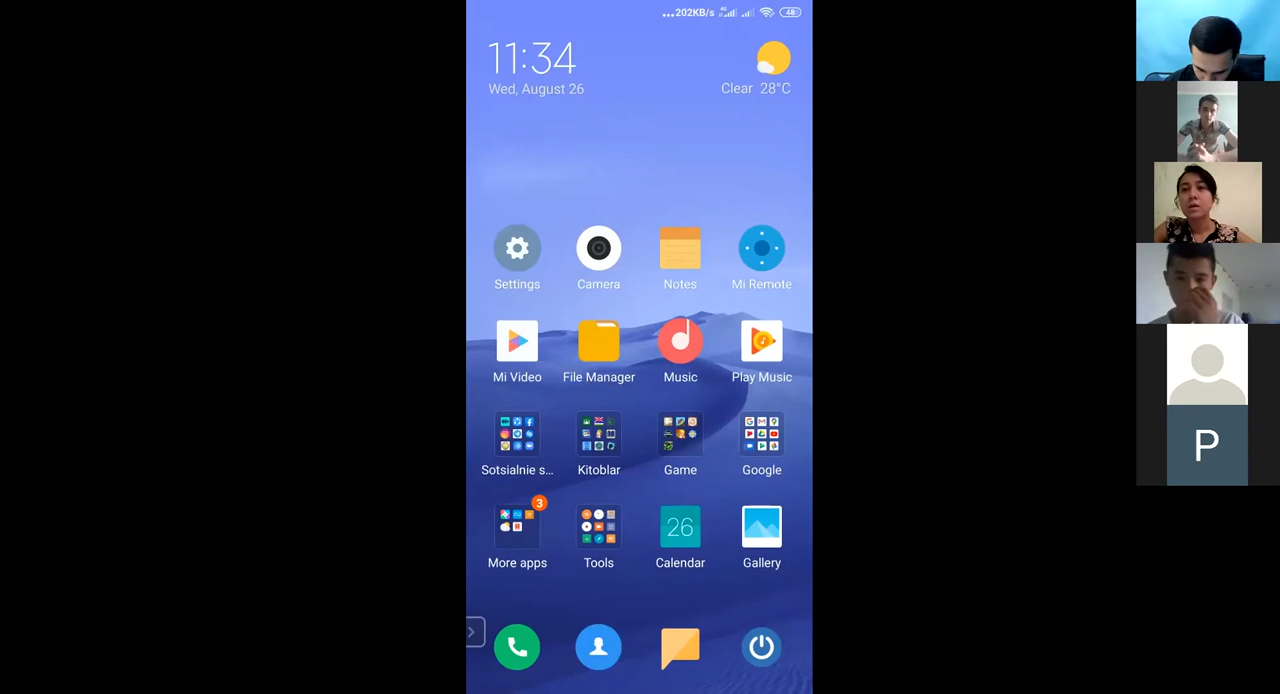 ...202KB/s 4G 48
11:34
Wed, August 26
Clear 28°C
Settings Camera Notes Mi Remote
Mi Video File Manager Music Play Music
Sotsialnie s... Kitoblar Game Google
3
26
More apps Tools Calendar Gallery
P